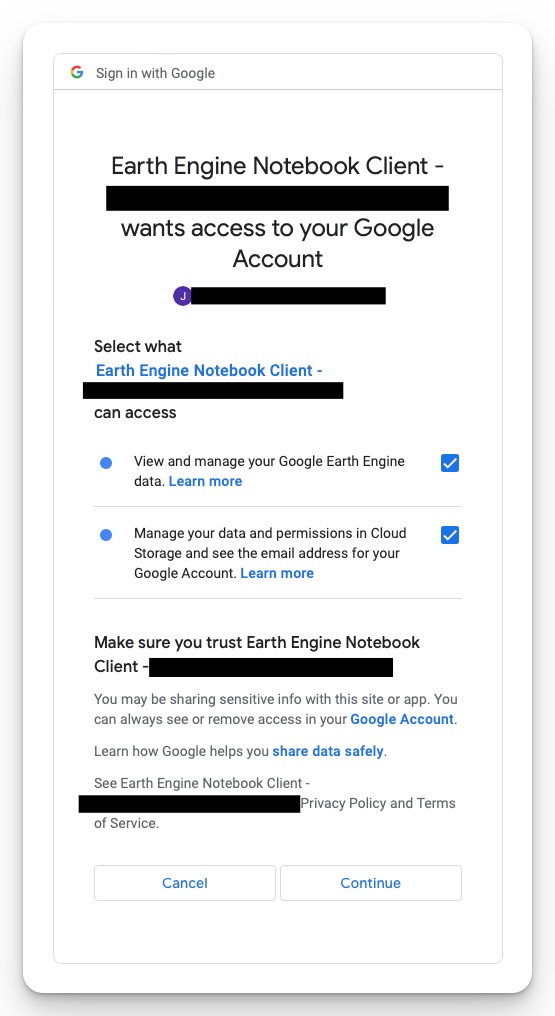 Sign in with Google
Earth Engine Notebook Client -
wants access to your Google
Account
J
Select what
Earth Engine Notebook Client -
can access
View and manage your Google Earth Engine
data. Learn more
Manage your data and permissions in Cloud
Storage and see the email address for your
Google Account. Learn more
Make sure you trust Earth Engine Notebook
Client -
You may be sharing sensitive info with this site or app. You
can always see or remove access in your Google Account.
Learn how Google helps you share data safely.
See Earth Engine Notebook Client -
Privacy Policy and Terms
of Service.
Cancel
Continue